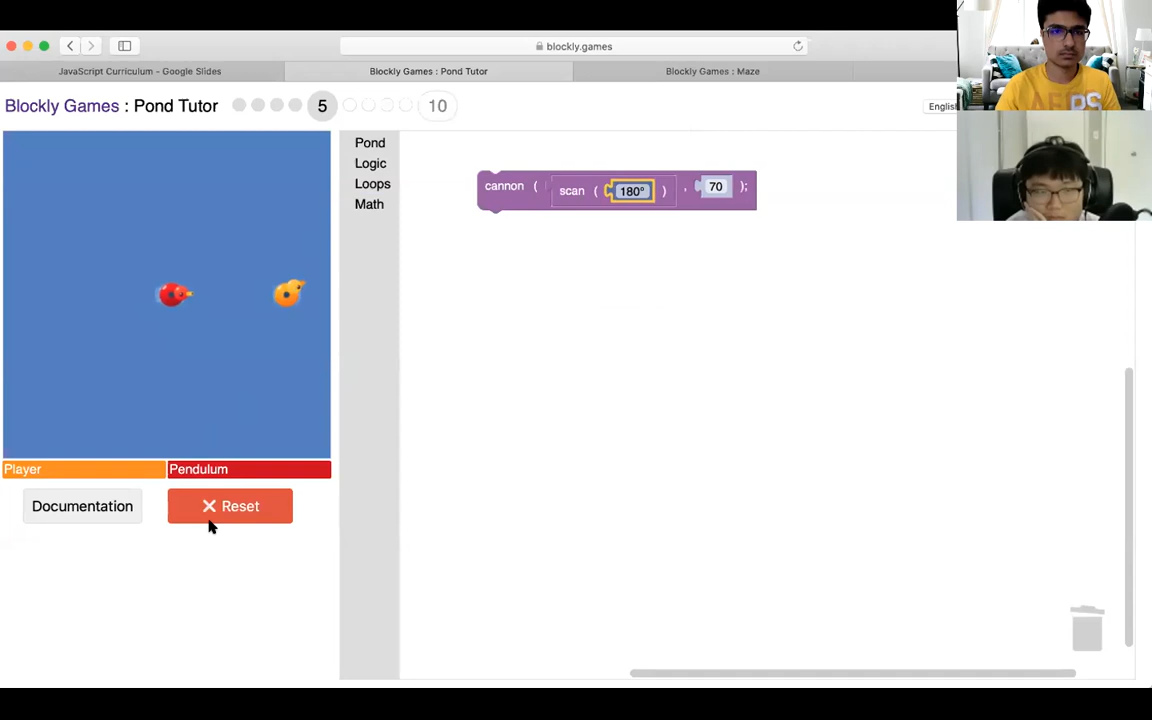 blockly.games
JavaScript Curriculum – Google Slides
Blockly Games : Pond Tutor
Blockly Games : Maze
Blockly Games : Pond Tutor
5
10
English
Pond
Logic
Loops
Math
cannon ( scan ( 180° ) , 70 );
Player
Pendulum
Documentation
Reset